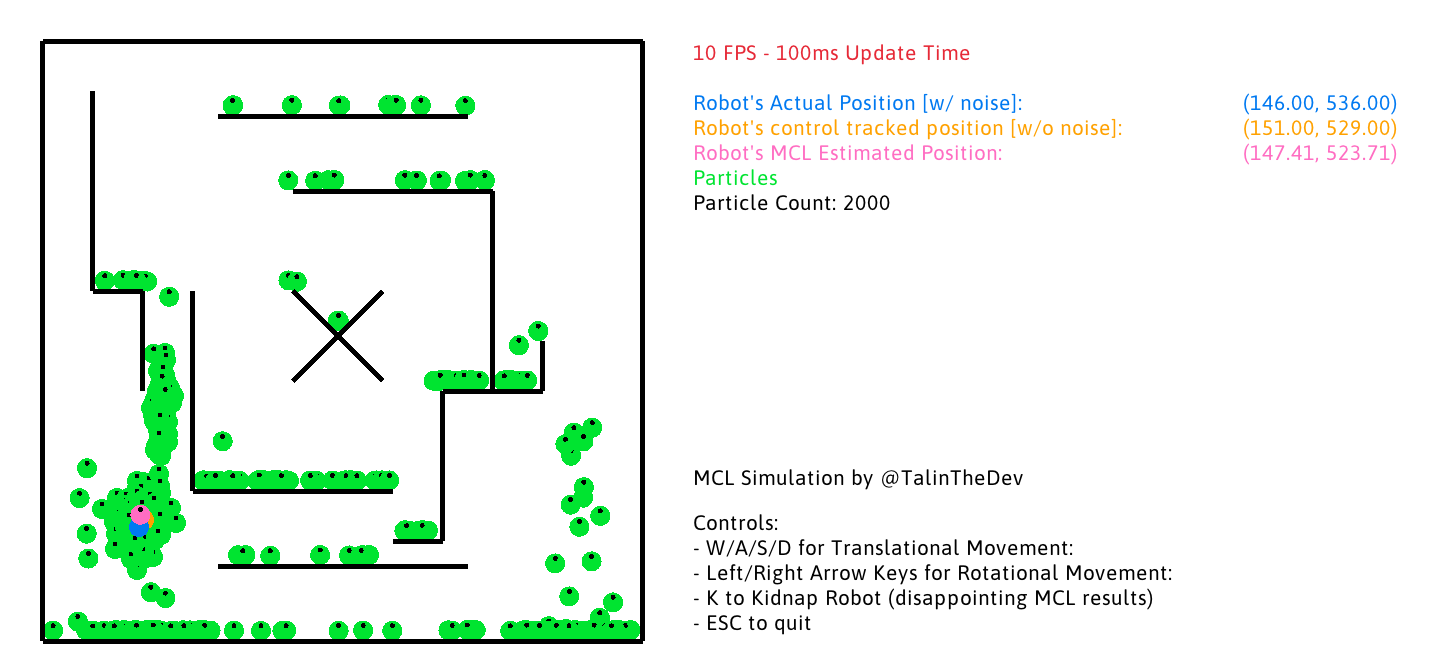 10 FPS - 100ms Update Time
Robot's Actual Position [w/ noise]: (146.00, 536.00)
Robot's control tracked position [w/o noise]: (151.00, 529.00)
Robot's MCL Estimated Position: (147.41, 523.71)
Particles
Particle Count: 2000
MCL Simulation by @TalinTheDev
Controls:
- W/A/S/D for Translational Movement:
- Left/Right Arrow Keys for Rotational Movement:
- K to Kidnap Robot (disappointing MCL results)
- ESC to quit